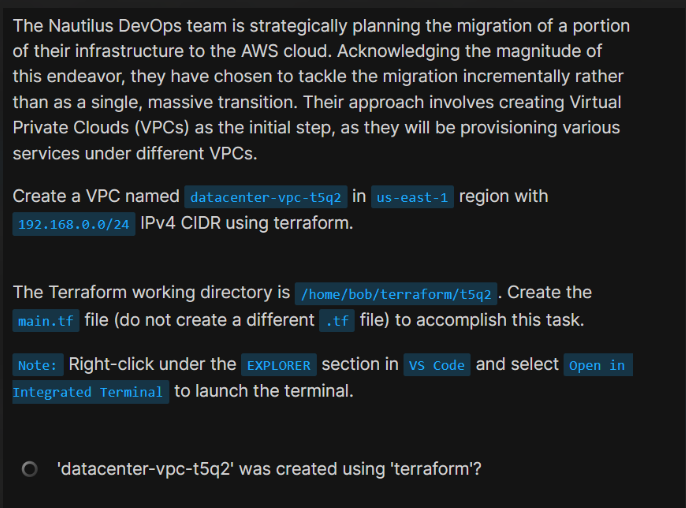 The Nautilus DevOps team is strategically planning the migration of a portion
of their infrastructure to the AWS cloud. Acknowledging the magnitude of
this endeavor, they have chosen to tackle the migration incrementally rather
than as a single, massive transition. Their approach involves creating Virtual
Private Clouds (VPCs) as the initial step, as they will be provisioning various
services under different VPCs.
Create a VPC named datacenter-vpc-t5q2 in us-east-1 region with
192.168.0.0/24 IPv4 CIDR using terraform.
The Terraform working directory is /home/bob/terraform/t5q2 . Create the
main.tf file (do not create a different .tf file) to accomplish this task.
Note: Right-click under the EXPLORER section in VS Code and select Open in
Integrated Terminal to launch the terminal.
'datacenter-vpc-t5q2' was created using 'terraform'?